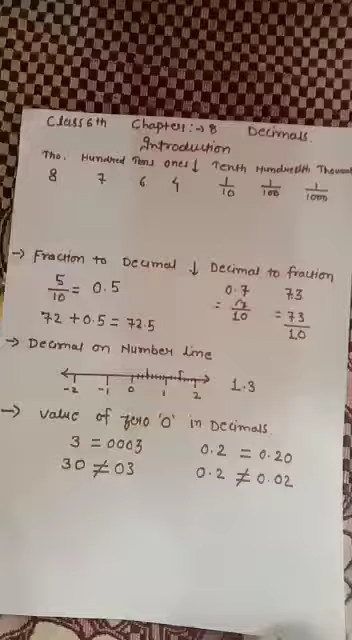 Class 6th Chapter:→ 8 Decimals.
Introduction
Tho. Hundred Tens ones ↓ Tenth Hundredth Thousan
8 7 6 4 1/10 1/100 1/1000
→ Fraction to Decimal ↓ Decimal to fraction
5/10 = 0.5 0.7 73
= 7/10 = 73/10
72 + 0.5 = 72.5
→ Decimal on Number line
-2 -1 0 1 2 1.3
→ Value of zero '0' in Decimals.
3 = 0003 0.2 = 0.20
30 ≠ 03 0.2 ≠ 0.02